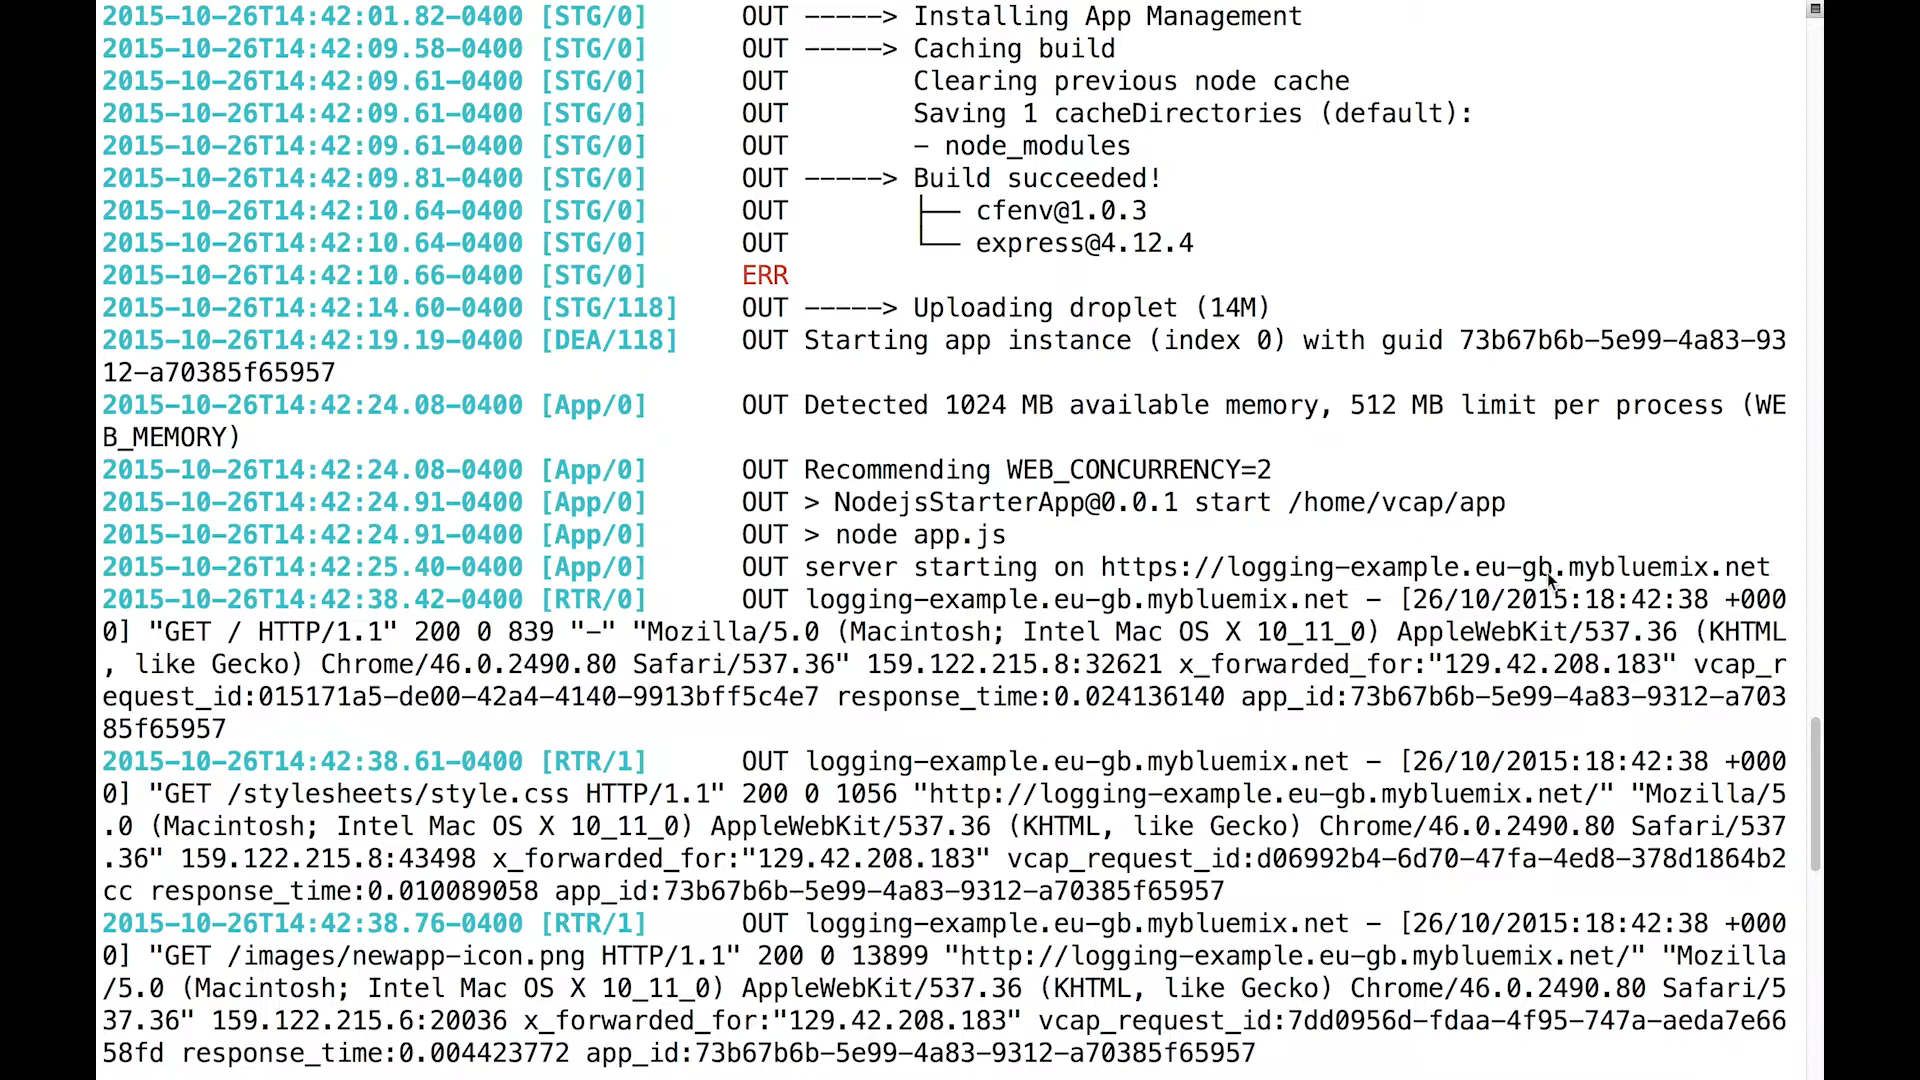 2015-10-26T14:42:01.82-0400 [STG/0]      OUT -----> Installing App Management
2015-10-26T14:42:09.58-0400 [STG/0]      OUT -----> Caching build
2015-10-26T14:42:09.61-0400 [STG/0]      OUT        Clearing previous node cache
2015-10-26T14:42:09.61-0400 [STG/0]      OUT        Saving 1 cacheDirectories (default):
2015-10-26T14:42:09.61-0400 [STG/0]      OUT        - node_modules
2015-10-26T14:42:09.81-0400 [STG/0]      OUT -----> Build succeeded!
2015-10-26T14:42:10.64-0400 [STG/0]      OUT        ├── cfenv@1.0.3
2015-10-26T14:42:10.64-0400 [STG/0]      OUT        └── express@4.12.4
2015-10-26T14:42:10.66-0400 [STG/0]      ERR
2015-10-26T14:42:14.60-0400 [STG/118]    OUT -----> Uploading droplet (14M)
2015-10-26T14:42:19.19-0400 [DEA/118]    OUT Starting app instance (index 0) with guid 73b67b6b-5e99-4a83-93
12-a70385f65957
2015-10-26T14:42:24.08-0400 [App/0]      OUT Detected 1024 MB available memory, 512 MB limit per process (WE
B_MEMORY)
2015-10-26T14:42:24.08-0400 [App/0]      OUT Recommending WEB_CONCURRENCY=2
2015-10-26T14:42:24.91-0400 [App/0]      OUT > NodejsStarterApp@0.0.1 start /home/vcap/app
2015-10-26T14:42:24.91-0400 [App/0]      OUT > node app.js
2015-10-26T14:42:25.40-0400 [App/0]      OUT server starting on https://logging-example.eu-gb.mybluemix.net
2015-10-26T14:42:38.42-0400 [RTR/0]      OUT logging-example.eu-gb.mybluemix.net - [26/10/2015:18:42:38 +000
0] "GET / HTTP/1.1" 200 0 839 "-" "Mozilla/5.0 (Macintosh; Intel Mac OS X 10_11_0) AppleWebKit/537.36 (KHTML
, like Gecko) Chrome/46.0.2490.80 Safari/537.36" 159.122.215.8:32621 x_forwarded_for:"129.42.208.183" vcap_r
equest_id:015171a5-de00-42a4-4140-9913bff5c4e7 response_time:0.024136140 app_id:73b67b6b-5e99-4a83-9312-a703
85f65957
2015-10-26T14:42:38.61-0400 [RTR/1]      OUT logging-example.eu-gb.mybluemix.net - [26/10/2015:18:42:38 +000
0] "GET /stylesheets/style.css HTTP/1.1" 200 0 1056 "http://logging-example.eu-gb.mybluemix.net/" "Mozilla/5
.0 (Macintosh; Intel Mac OS X 10_11_0) AppleWebKit/537.36 (KHTML, like Gecko) Chrome/46.0.2490.80 Safari/537
.36" 159.122.215.8:43498 x_forwarded_for:"129.42.208.183" vcap_request_id:d06992b4-6d70-47fa-4ed8-378d1864b2
cc response_time:0.010089058 app_id:73b67b6b-5e99-4a83-9312-a70385f65957
2015-10-26T14:42:38.76-0400 [RTR/1]      OUT logging-example.eu-gb.mybluemix.net - [26/10/2015:18:42:38 +000
0] "GET /images/newapp-icon.png HTTP/1.1" 200 0 13899 "http://logging-example.eu-gb.mybluemix.net/" "Mozilla
/5.0 (Macintosh; Intel Mac OS X 10_11_0) AppleWebKit/537.36 (KHTML, like Gecko) Chrome/46.0.2490.80 Safari/5
37.36" 159.122.215.6:20036 x_forwarded_for:"129.42.208.183" vcap_request_id:7dd0956d-fdaa-4f95-747a-aeda7e66
58fd response_time:0.004423772 app_id:73b67b6b-5e99-4a83-9312-a70385f65957